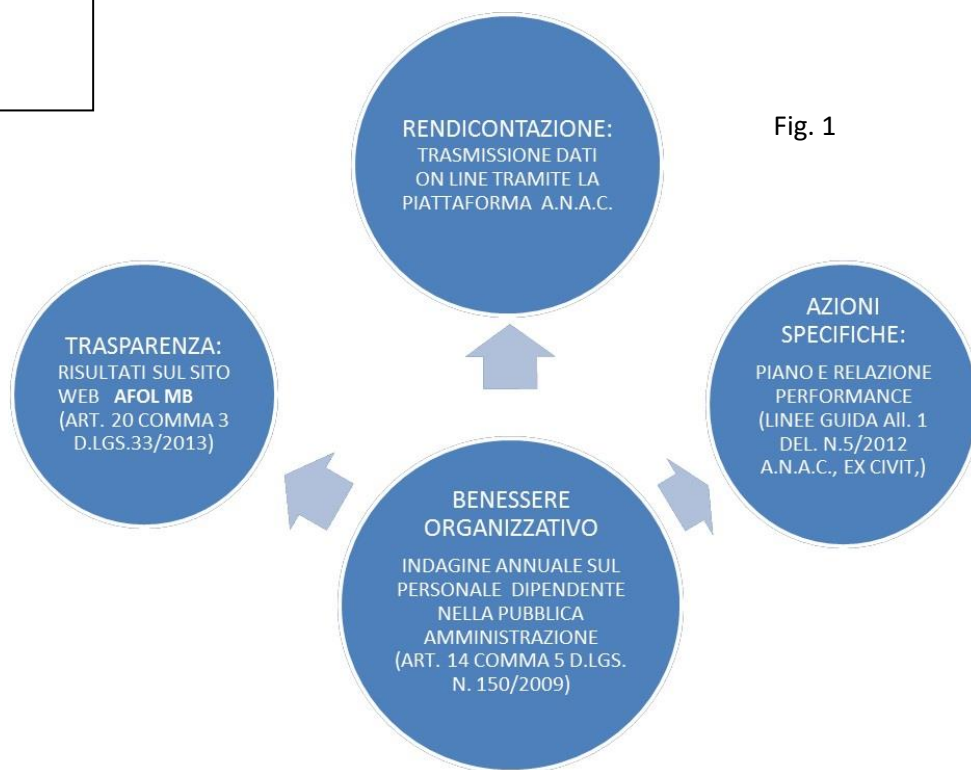 Fig. 1
RENDICONTAZIONE:
TRASMISSIONE DATI
ON LINE TRAMITE LA
PIATTAFORMA A.N.A.C.
TRASPARENZA:
RISULTATI SUL SITO
WEB AFOL MB
(ART. 20 COMMA 3
D.LGS.33/2013)
AZIONI
SPECIFICHE:
PIANO E RELAZIONE
PERFORMANCE
(LINEE GUIDA All. 1
DEL. N.5/2012
A.N.A.C., EX CIVIT,)
BENESSERE
ORGANIZZATIVO
INDAGINE ANNUALE SUL
PERSONALE DIPENDENTE
NELLA PUBBLICA
AMMINISTRAZIONE
(ART. 14 COMMA 5 D.LGS.
N. 150/2009)